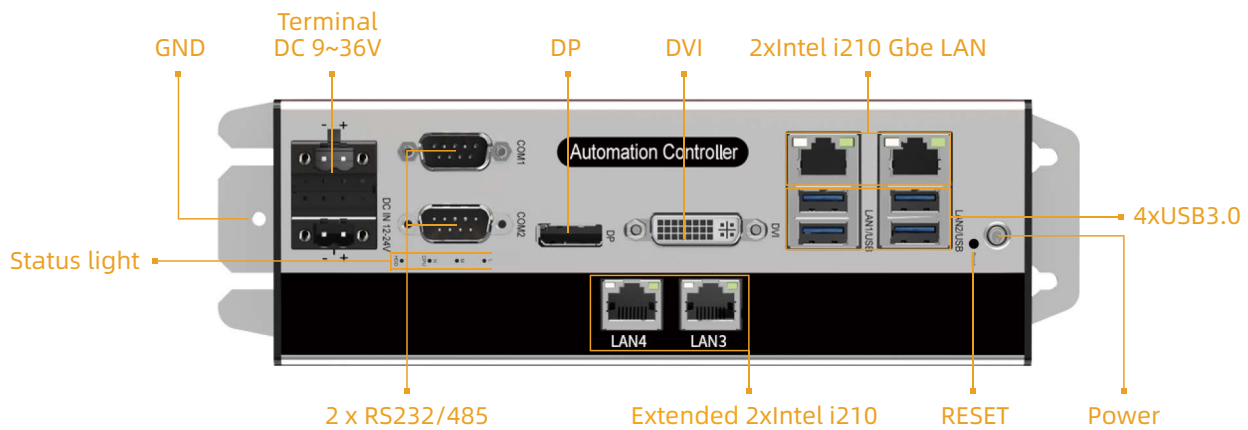 Terminal
DC 9~36V
GND
DP
DVI
2xIntel i210 Gbe LAN
- +
COM1
Automation Controller
DC IN 12-24V
COM2
DP
DVI
LAN1/USB
LAN2/USB
4xUSB3.0
- +
Status light
HDD
CPU
LAN4
LAN3
2 x RS232/485
Extended 2xIntel i210
RESET
Power